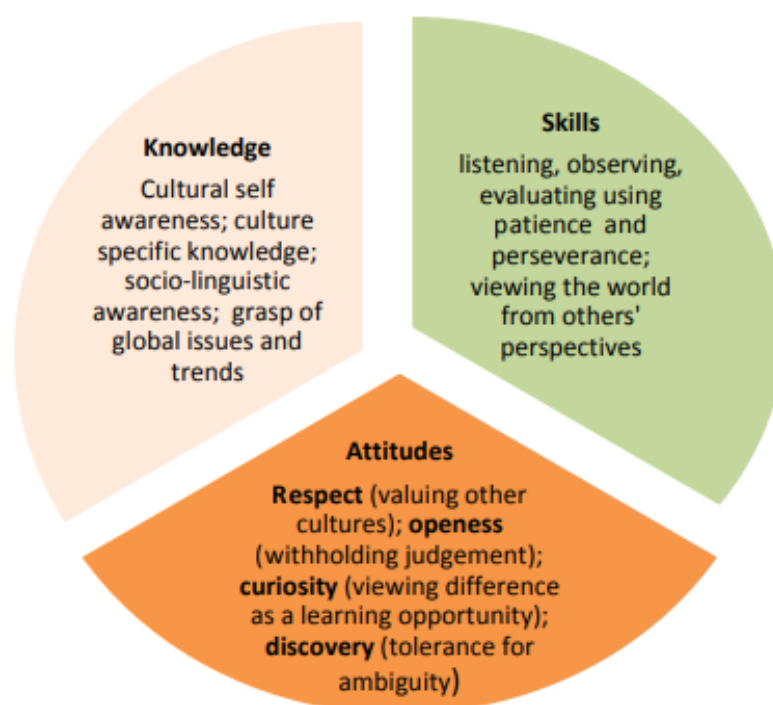 Knowledge
Cultural self
awareness; culture
specific knowledge;
socio-linguistic
awareness; grasp of
global issues and
trends
Skills
listening, observing,
evaluating using
patience and
perseverance;
viewing the world
from others'
perspectives
Attitudes
Respect (valuing other
cultures); openess
(withholding judgement);
curiosity (viewing difference
as a learning opportunity);
discovery (tolerance for
ambiguity)